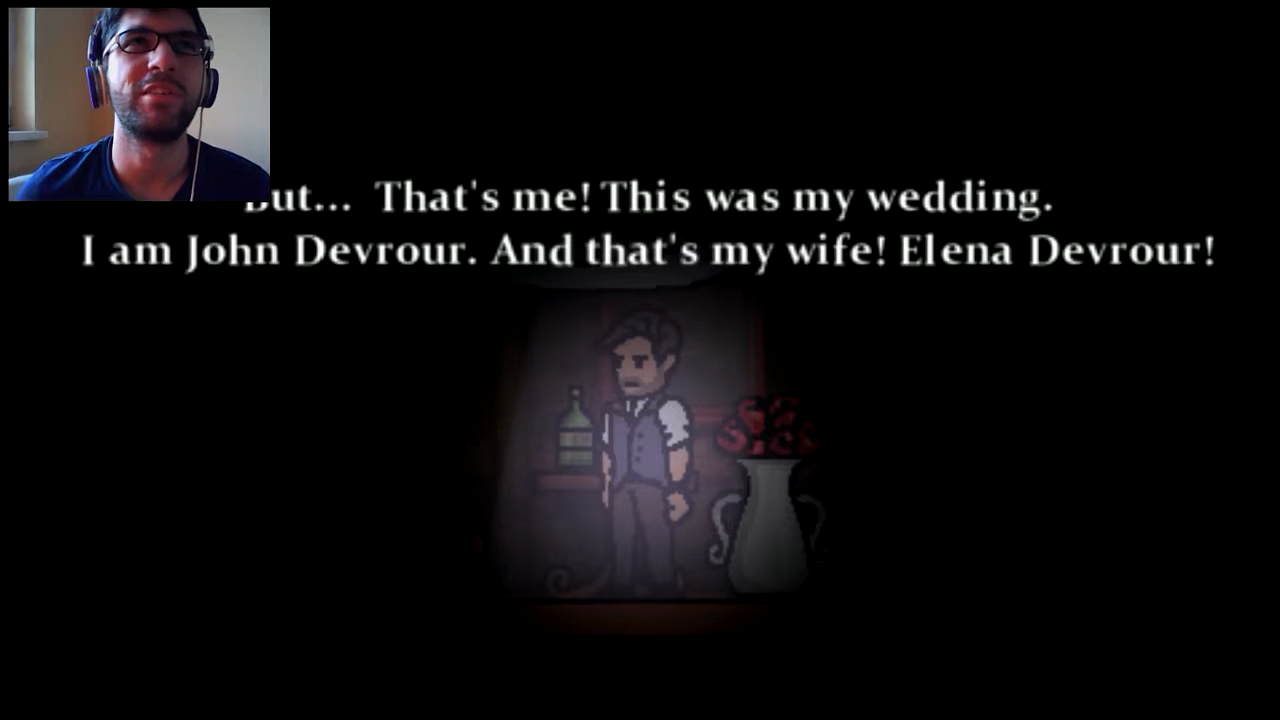 But... That's me! This was my wedding.
I am John Devrour. And that's my wife! Elena Devrour!